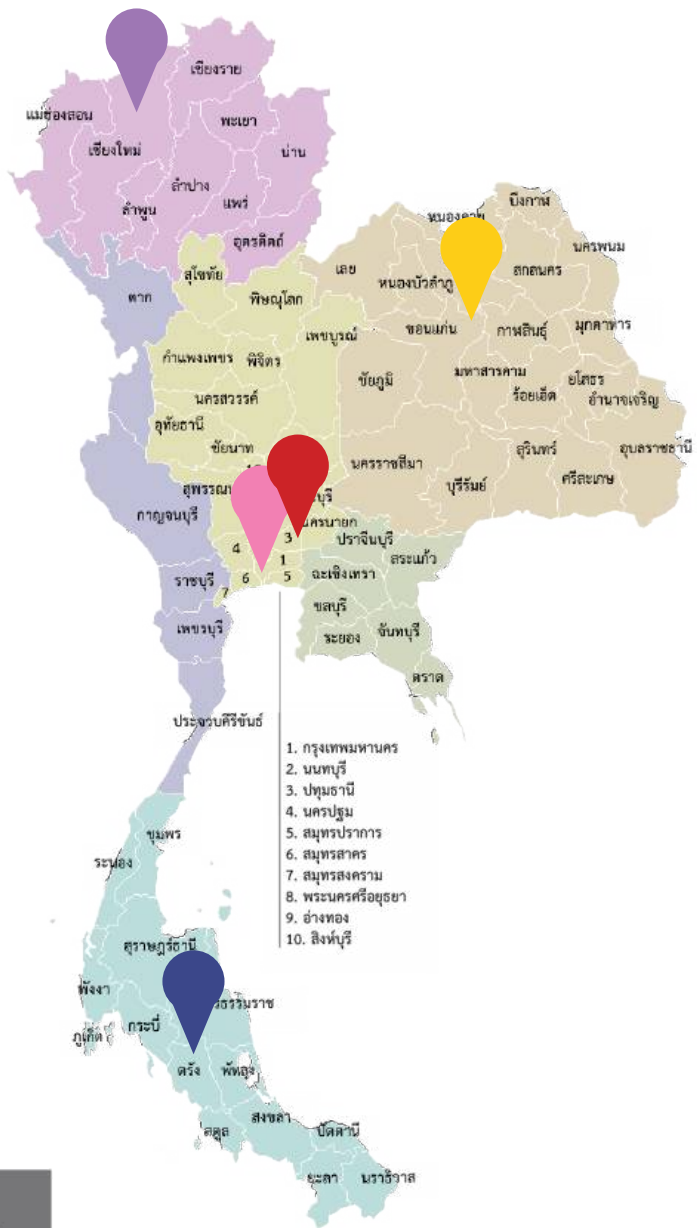 เชียงราย
แม่ฮ่องสอน
พะเยา
เชียงใหม่
น่าน
ลำปาง
แพร่
ลำพูน
อุตรดิตถ์
บึงกาฬ
นครพนม
สุโขทัย
เลย
สกลนคร
หนองบัวลำภู
ตาก
พิษณุโลก
เพชบูรณ์
ขอนแก่น
กาฬสินธุ์
มุกดาหาร
กำแพงเพชร
พิจิตร
มหาสารคาม
ชัยภูมิ
ยโสธร
ร้อยเอ็ด
อำนาจเจริญ
นครสวรรค์
อุทัยธานี
ชัยนาท
สุรินทร์
อุบลราชธานี
นครราชสีมา
บุรีรัมย์
ศรีสะเกษ
กาญจนบุรี
ปราจีนบุรี
3
4
สระแก้ว
1
ฉะเชิงเทรา
ราชบุรี
6
5
7
ชลบุรี
เพชรบุรี
ระยอง
จันทบุรี
ตราด
ประจวบคีรีขันธ์
1. กรุงเทพมหานคร
2. นนทบุรี
3. ปทุมธานี
4. นครปฐม
5. สมุทรปราการ
6. สมุทรสาคร
7. สมุทรสงคราม
8. พระนครศรีอยุธยา
9. อ่างทอง
10. สิงห์บุรี
ชุมพร
ระนอง
สุราษฎร์ธานี
พังงา
กระบี่
ภูเก็ต
ตรัง
พัทลุง
สงขลา
สตูล
ปัตตานี
ยะลา
นราธิวาส